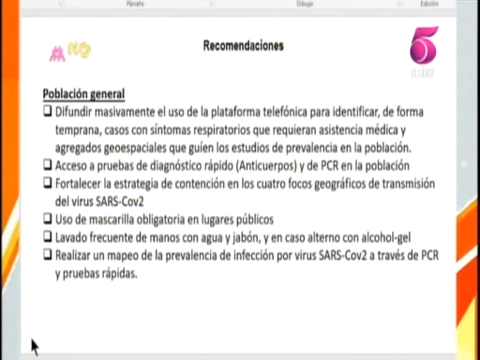 Párrafo Dibujo Edición
Recomendaciones
5
Población general
Difundir masivamente el uso de la plataforma telefónica para identificar, de forma
temprana, casos con síntomas respiratorios que requieran asistencia médica y
agregados geoespaciales que guíen los estudios de prevalencia en la población.
Acceso a pruebas de diagnóstico rápido (Anticuerpos) y de PCR en la población
Fortalecer la estrategia de contención en los cuatro focos geográficos de transmisión
del virus SARS-Cov2
Uso de mascarilla obligatoria en lugares públicos
Lavado frecuente de manos con agua y jabón, y en caso alterno con alcohol-gel
Realizar un mapeo de la prevalencia de infección por virus SARS-Cov2 a través de PCR
y pruebas rápidas.